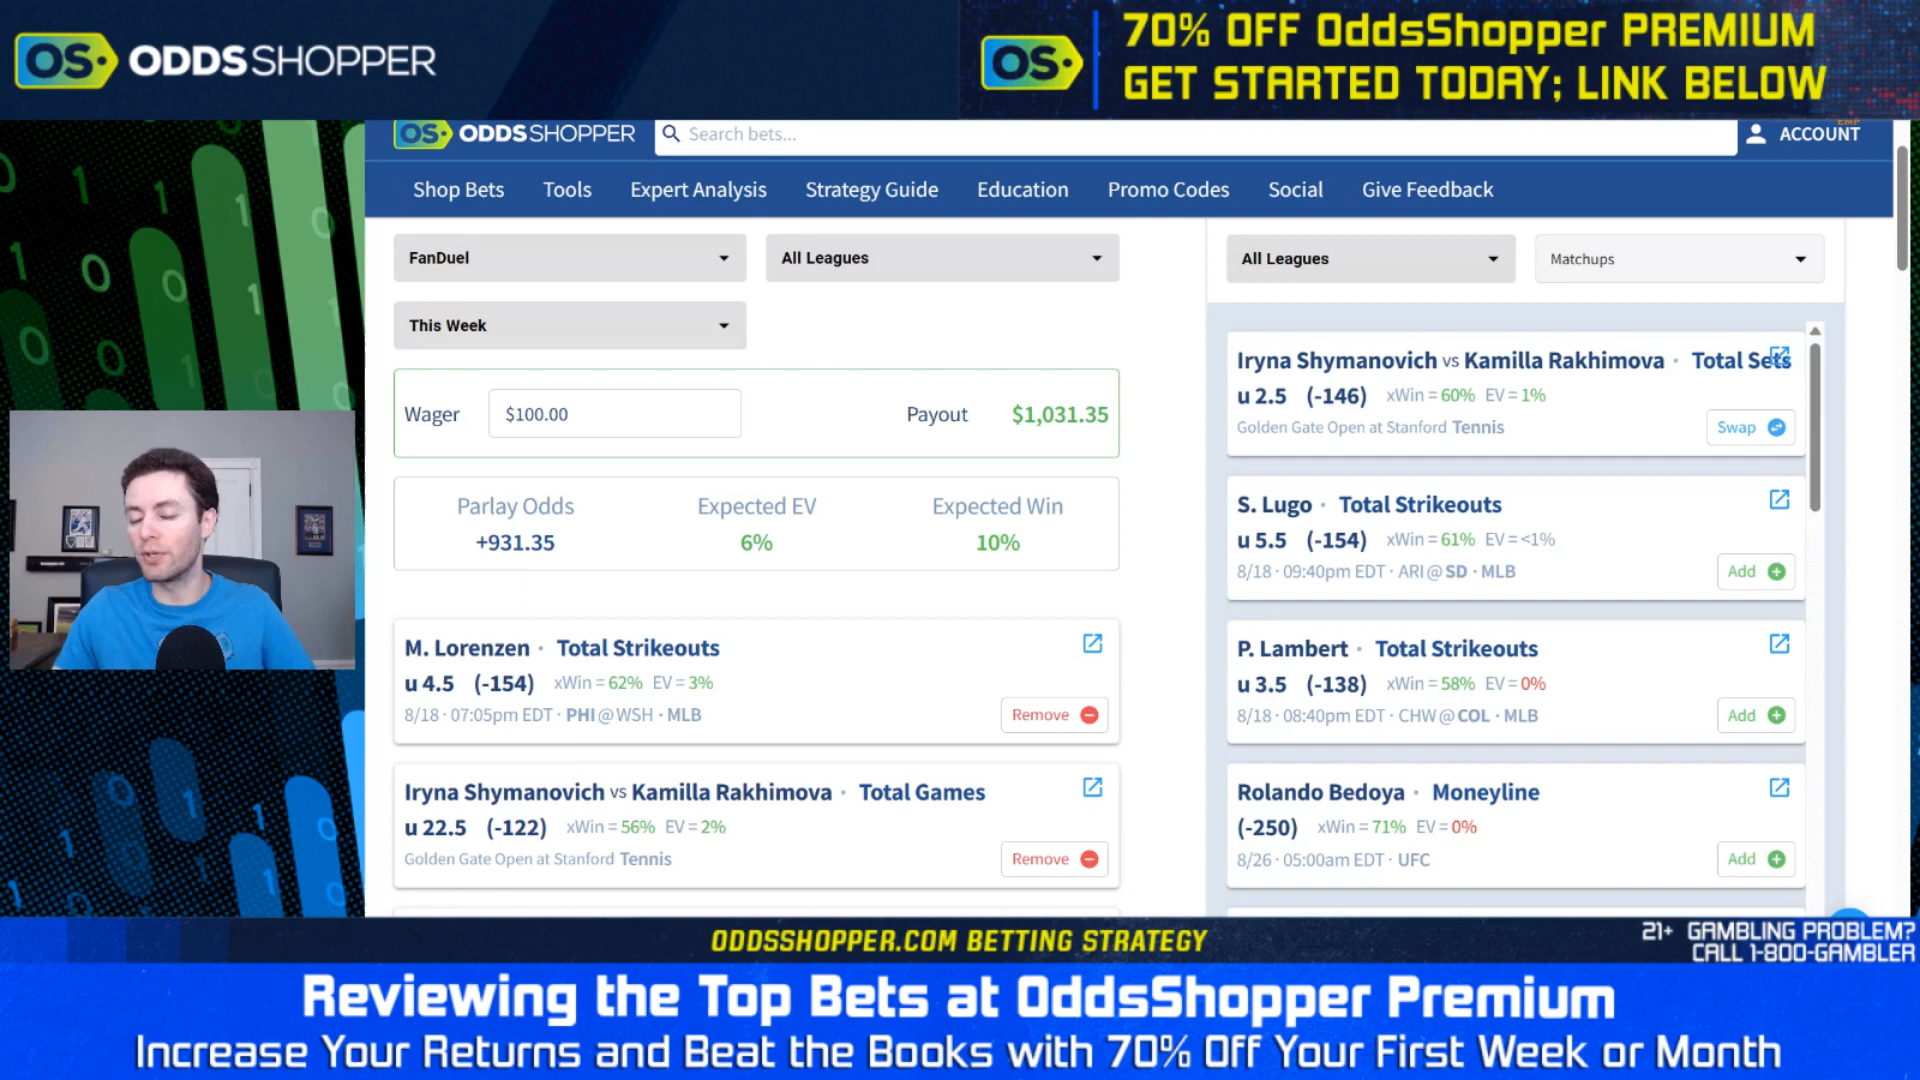 OS ODDSSHOPPER
OS
70% OFF OddsShopper PREMIUM
GET STARTED TODAY; LINK BELOW
OS ODDSSHOPPER
Search bets...
ACCOUNT
Shop Bets Tools Expert Analysis Strategy Guide Education Promo Codes Social Give Feedback
FanDuel
All Leagues
This Week
Wager
$100.00
Payout $1,031.35
Parlay Odds Expected EV Expected Win
+931.35 6% 10%
M. Lorenzen · Total Strikeouts
u 4.5 (-154) xWin = 62% EV = 3%
8/18 · 07:05pm EDT · PHI @ WSH · MLB
Remove
Iryna Shymanovich vs Kamilla Rakhimova · Total Games
u 22.5 (-122) xWin = 56% EV = 2%
Golden Gate Open at Stanford Tennis
Remove
All Leagues
Matchups
Iryna Shymanovich vs Kamilla Rakhimova · Total Sets
u 2.5 (-146) xWin = 60% EV = 1%
Golden Gate Open at Stanford Tennis
Swap
S. Lugo · Total Strikeouts
u 5.5 (-154) xWin = 61% EV = <1%
8/18 · 09:40pm EDT · ARI @ SD · MLB
Add
P. Lambert · Total Strikeouts
u 3.5 (-138) xWin = 58% EV = 0%
8/18 · 08:40pm EDT · CHW @ COL · MLB
Add
Rolando Bedoya · Moneyline
(-250) xWin = 71% EV = 0%
8/26 · 05:00am EDT · UFC
Add
ODDSSHOPPER.COM BETTING STRATEGY
21+ GAMBLING PROBLEM?
CALL 1-800-GAMBLER
Reviewing the Top Bets at OddsShopper Premium
Increase Your Returns and Beat the Books with 70% Off Your First Week or Month